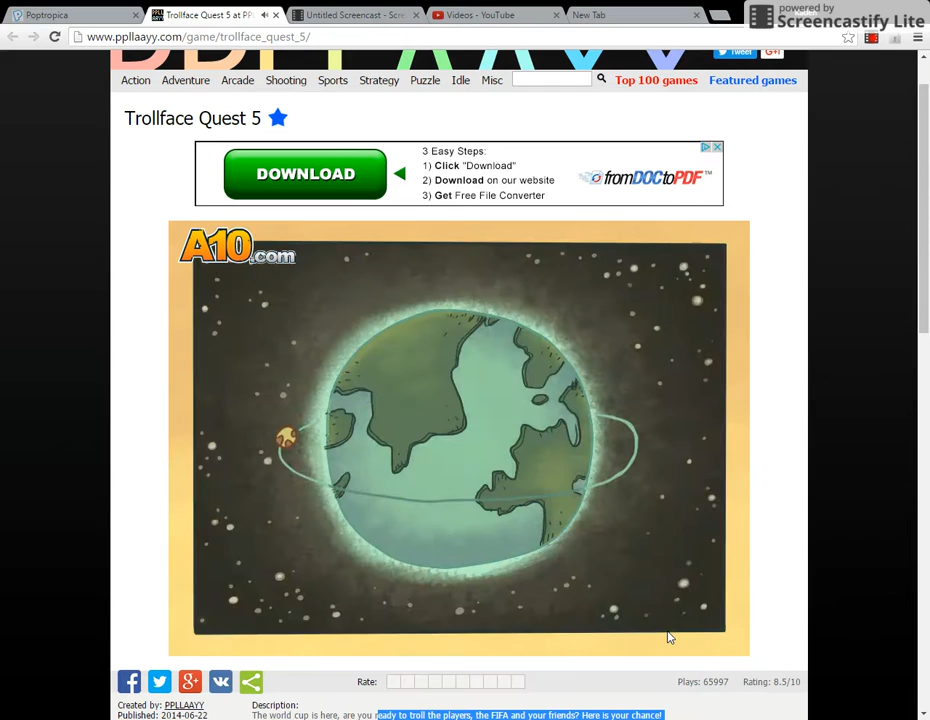 Poptropica
Trollface Quest 5 at PP
Untitled Screencast - Scre
Videos - YouTube
New Tab
powered by
Screencastify Lite
www.ppllaayy.com/game/trollface_quest_5/
Tweet
G+1
Action Adventure Arcade Shooting Sports Strategy Puzzle Idle Misc Top 100 games Featured games
Trollface Quest 5
DOWNLOAD
3 Easy Steps:
1) Click "Download"
2) Download on our website
3) Get Free File Converter
fromDOCtoPDF™
A10.com
Rate:
Plays: 65997
Rating: 8.5/10
Created by: PPLLAAYY
Published: 2014-06-22
Description:
The world cup is here, are you ready to troll the players, the FIFA and your friends? Here is your chance!